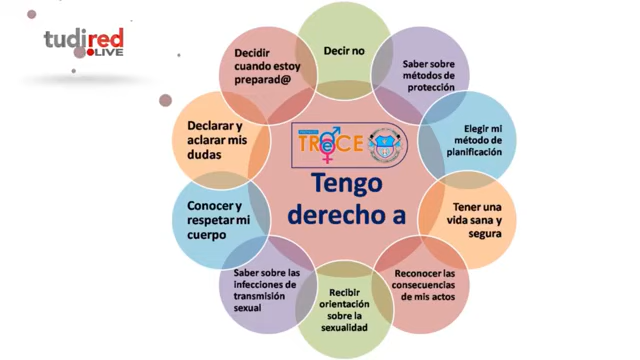 tudired
LIVE
Decir no
Saber sobre
métodos de
protección
Elegir mi
método de
planificación
Tener una
vida sana y
segura
Reconocer las
consecuencias
de mis actos
Recibir
orientación
sobre la
sexualidad
Saber sobre las
infecciones de
transmisión
sexual
Conocer y
respetar mi
cuerpo
Declarar y
aclarar mis
dudas
Decidir
cuando estoy
preparad@
TReCE
Tengo
derecho a